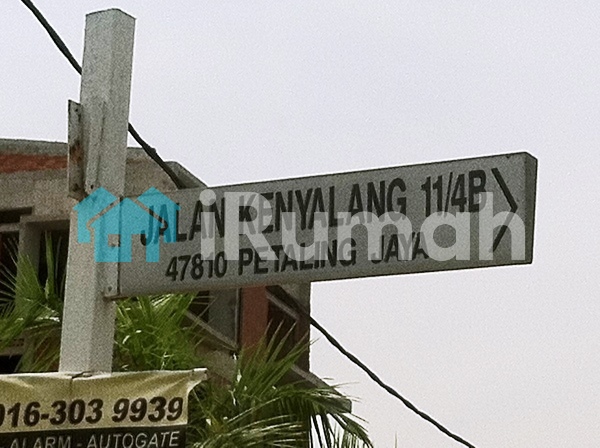 JALAN KENYALANG 11/4B
47810 PETALING JAYA
iRumah
016-303 9939
ALARM - AUTOGATE